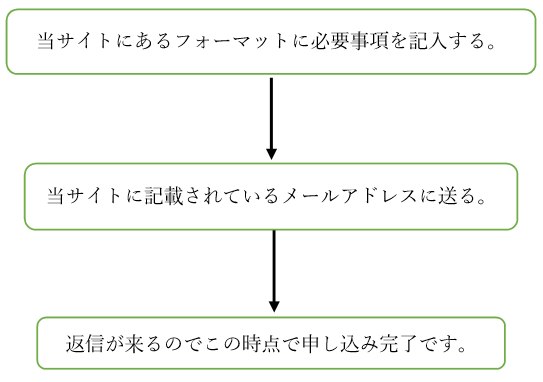 当サイトにあるフォーマットに必要事項を記入する。
当サイトに記載されているメールアドレスに送る。
返信が来るのでこの時点で申し込み完了です。